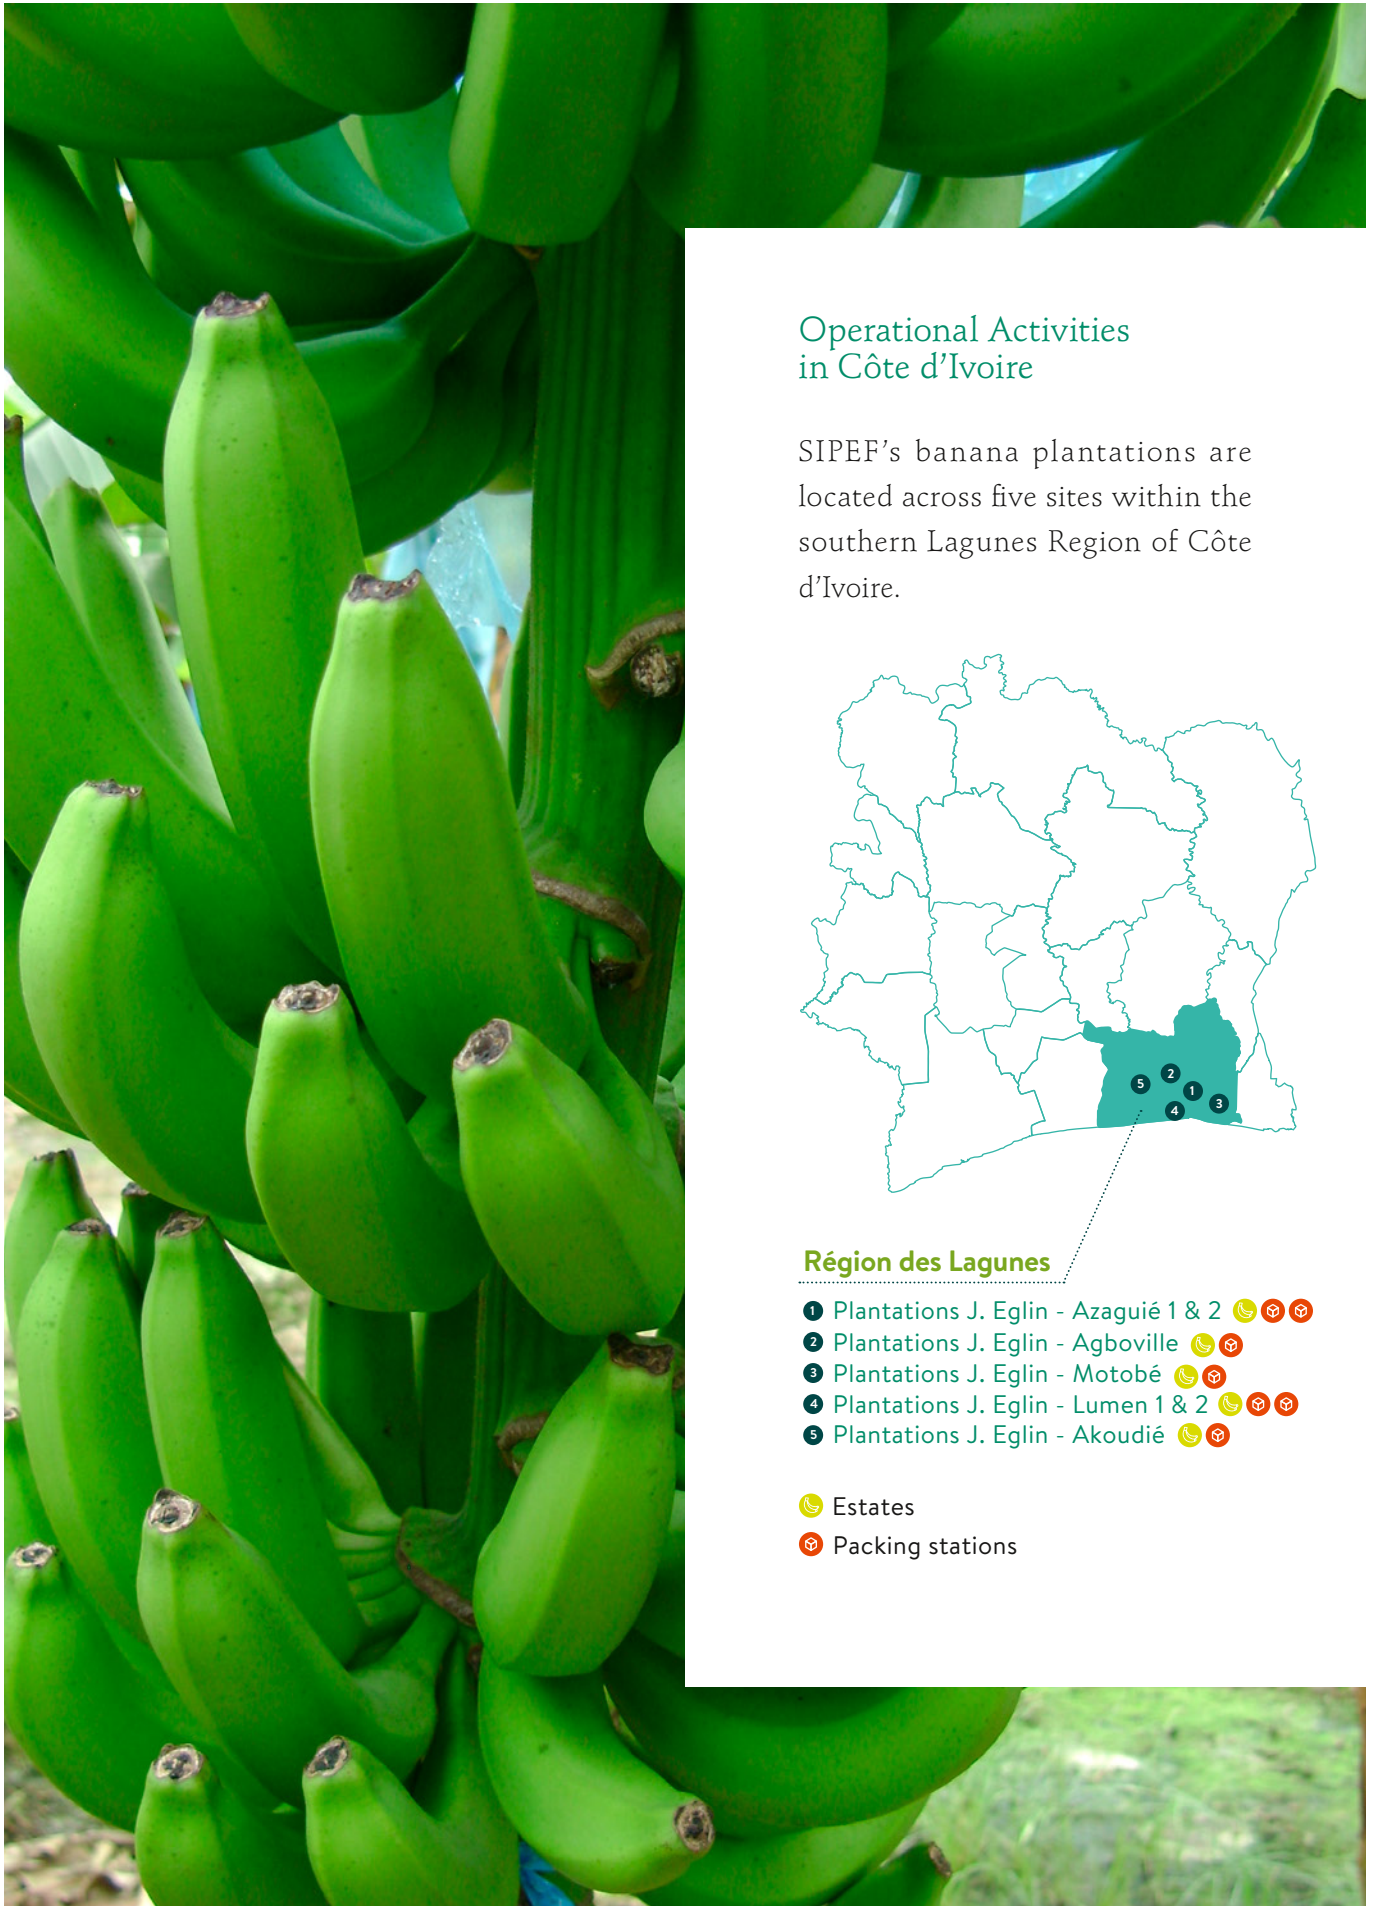 Operational Activities
in Côte d’Ivoire
SIPEF’s banana plantations are
located across five sites within the
southern Lagunes Region of Côte
d’Ivoire.
2
5
1
3
4
Région des Lagunes
1 Plantations J. Eglin - Azaguié 1 & 2
2 Plantations J. Eglin - Agboville
3 Plantations J. Eglin - Motobé
4 Plantations J. Eglin - Lumen 1 & 2
5 Plantations J. Eglin - Akoudié
Estates
Packing stations